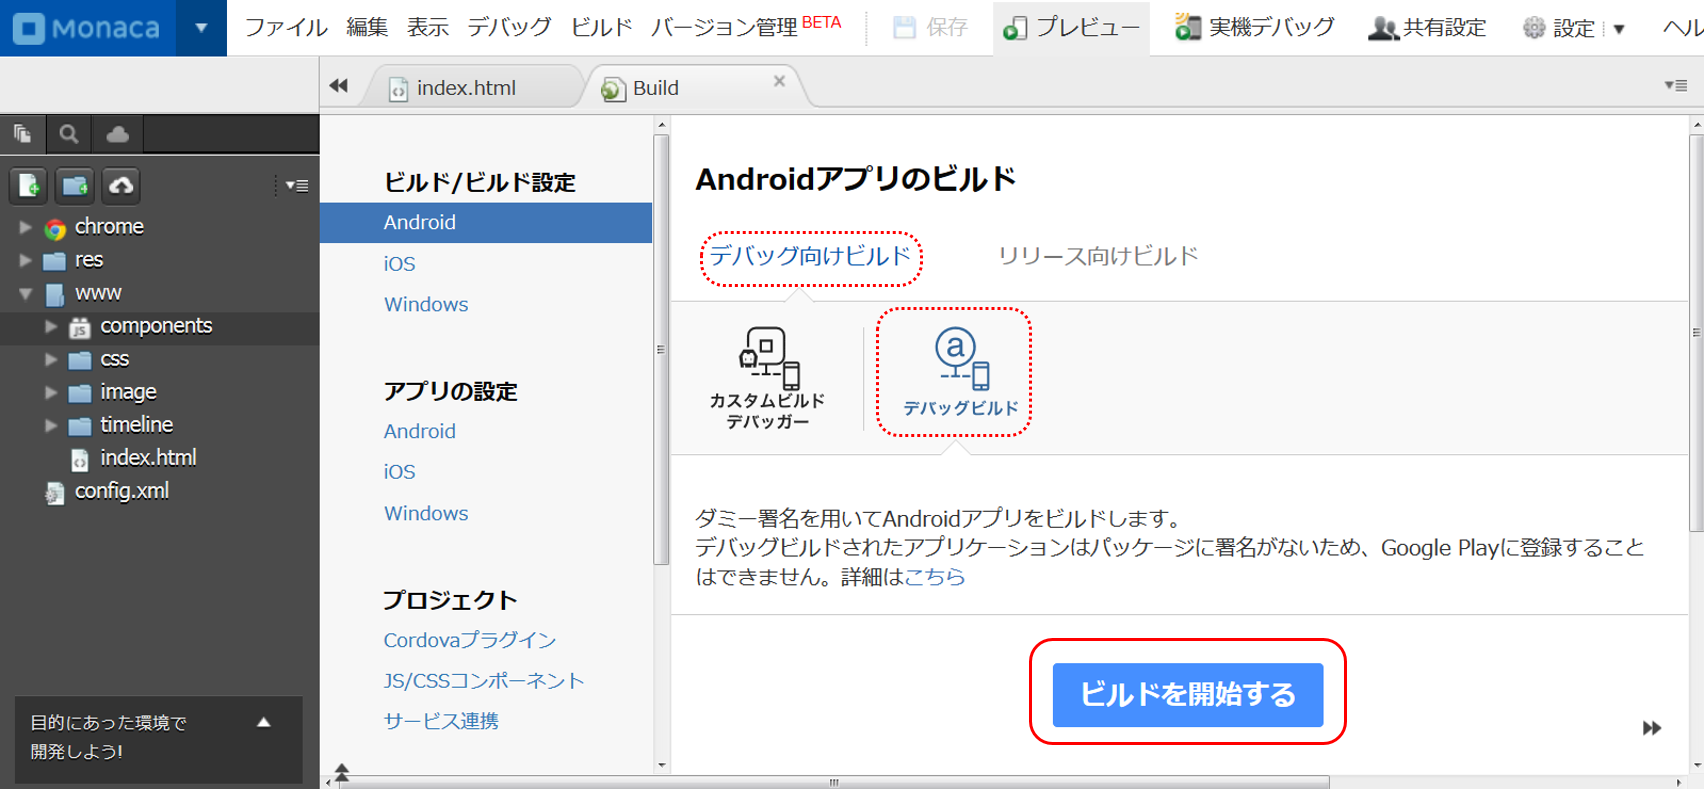 Monaca
ファイル 編集 表示 デバッグ ビルド バージョン管理 BETA 保存 プレビュー 実機デバッグ 共有設定 設定 ヘル
index.html
Build
chrome
res
www
components
css
image
timeline
index.html
config.xml
目的にあった環境で
開発しよう!
ビルド/ビルド設定
Android
iOS
Windows
アプリの設定
Android
iOS
Windows
プロジェクト
Cordovaプラグイン
JS/CSSコンポーネント
サービス連携
Androidアプリのビルド
デバッグ向けビルド リリース向けビルド
カスタムビルド
デバッガー
a
デバッグビルド
ダミー署名を用いてAndroidアプリをビルドします。
デバッグビルドされたアプリケーションはパッケージに署名がないため、Google Playに登録すること
はできません。詳細はこちら
ビルドを開始する